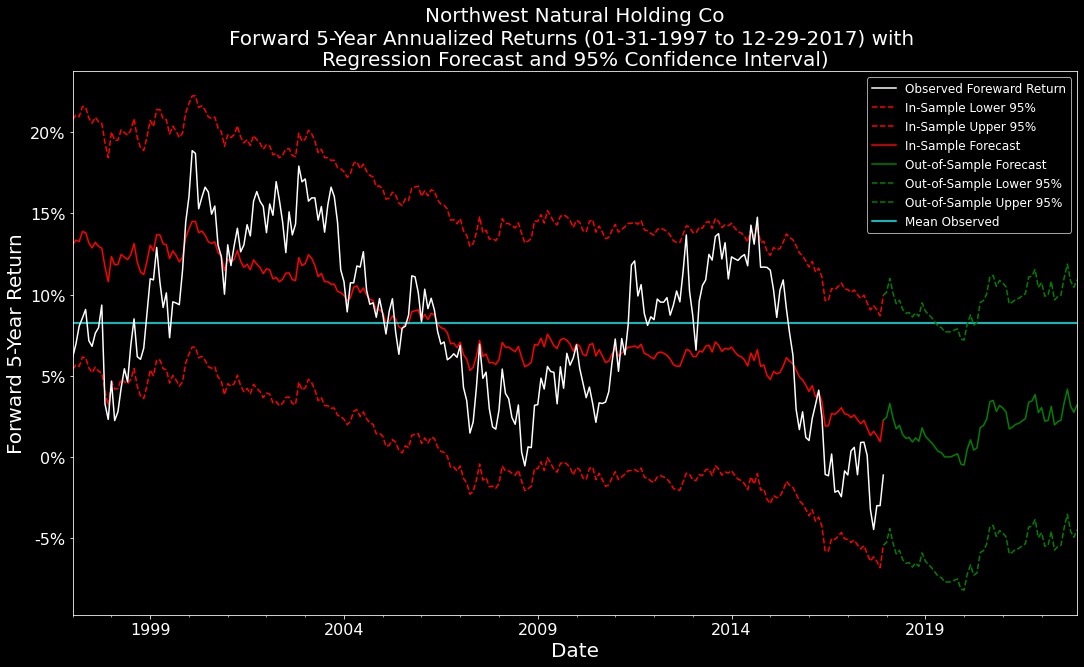 Northwest Natural Holding Co
Forward 5-Year Annualized Returns (01-31-1997 to 12-29-2017) with
Regression Forecast and 95% Confidence Interval)
Observed Foreward Return
In-Sample Lower 95%
In-Sample Upper 95%
In-Sample Forecast
Out-of-Sample Forecast
Out-of-Sample Lower 95%
Out-of-Sample Upper 95%
Mean Observed
Forward 5-Year Return
20%
15%
10%
5%
0%
-5%
1999
2004
2009
2014
2019
Date